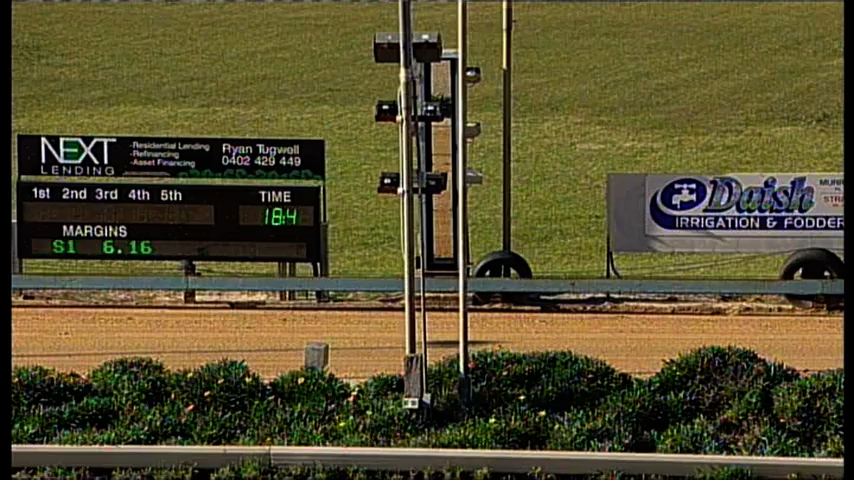 NEXT
LENDING
-Residential Lending
-Refinancing
-Asset Financing
Ryan Tugwell
0402 429 449
1st 2nd 3rd 4th 5th
TIME
18:4
MARGINS
S1 6.16
Daish
IRRIGATION & FODDER